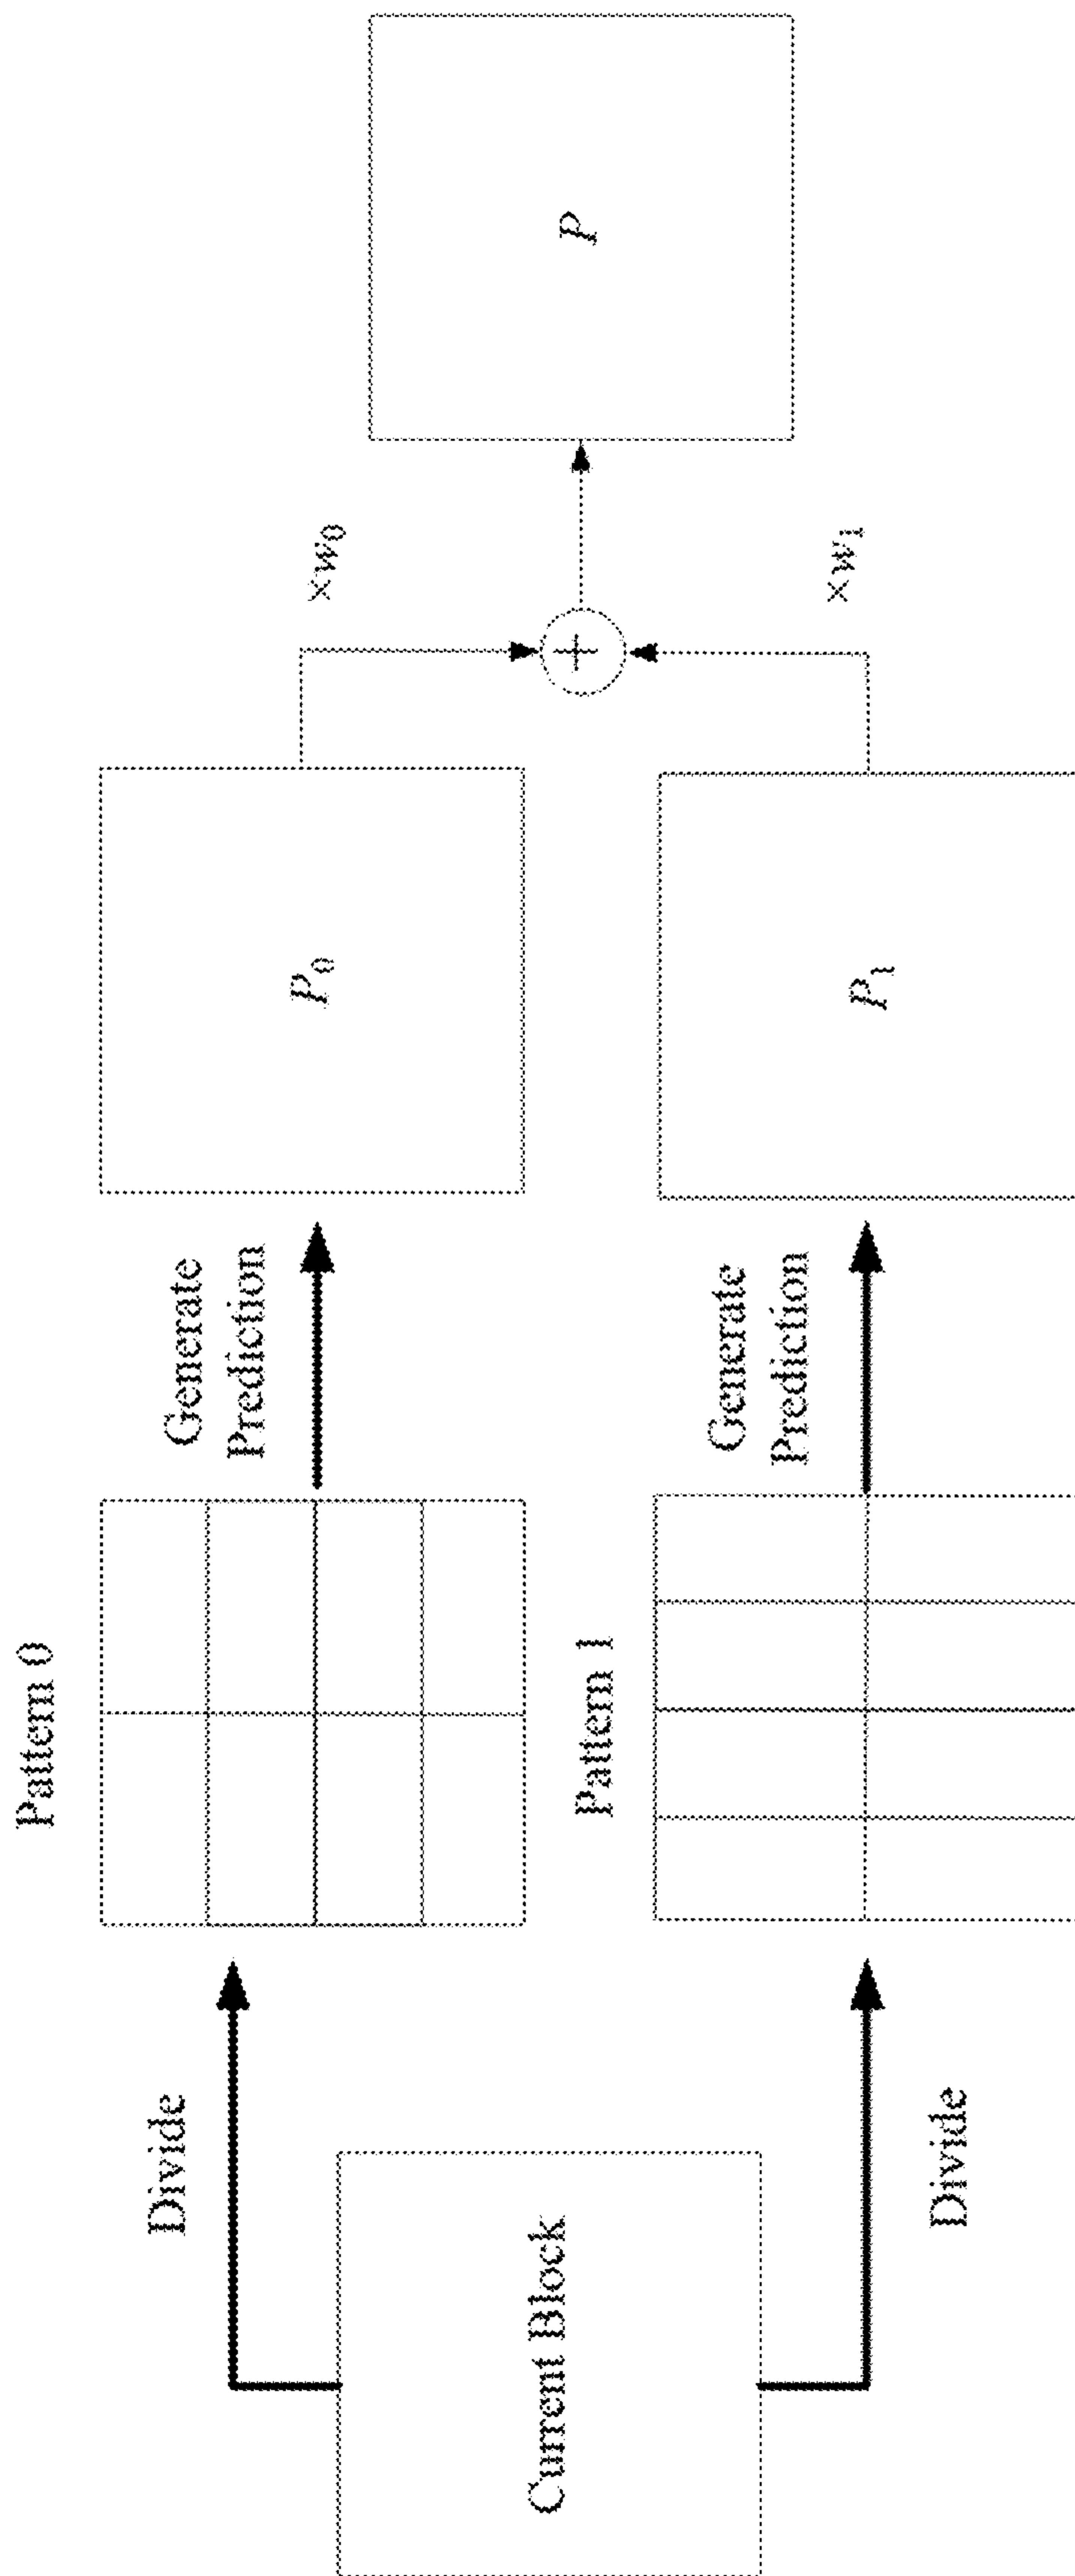 Current Block
Divide
Divide
Pattern 0
Pattern 1
Generate
Prediction
Generate
Prediction
P₀
P₁
×w₀
×w₁
+
P